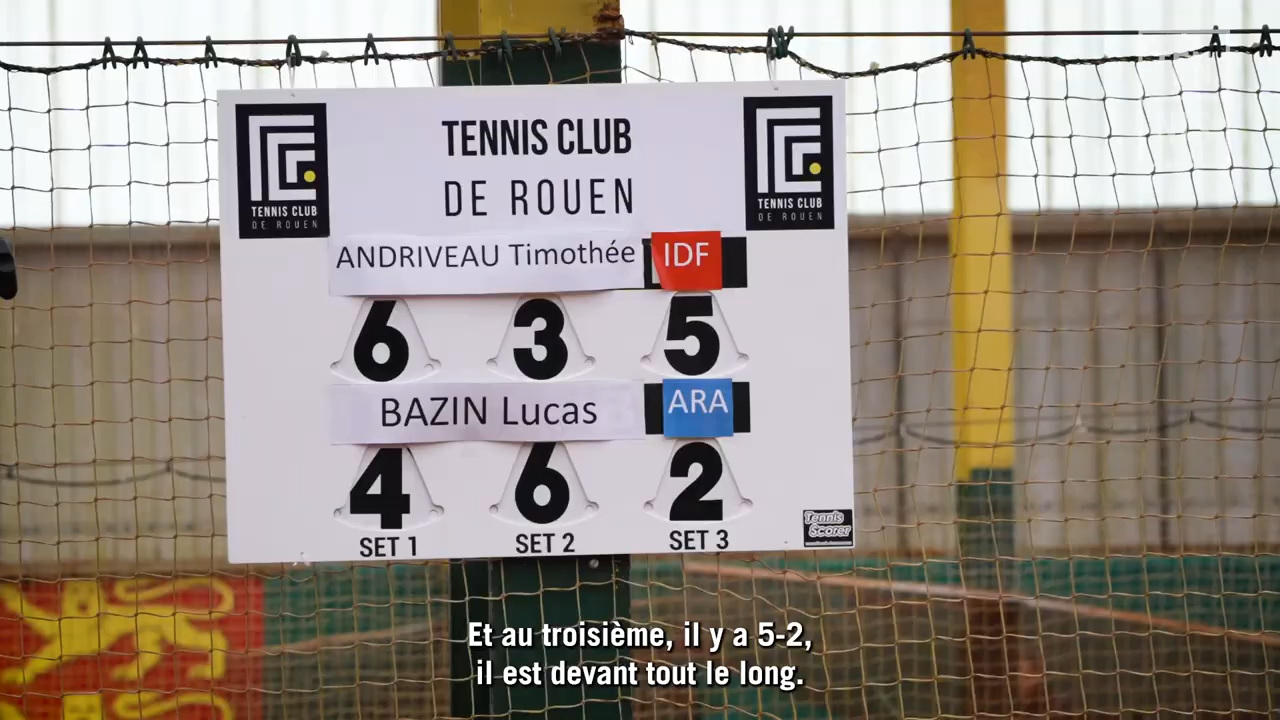 TENNIS CLUB
DE ROUEN
TENNIS CLUB
DE ROUEN
TENNIS CLUB
DE ROUEN
ANDRIVEAU Timothée IDF
6 3 5
BAZIN Lucas ARA
4 6 2
SET 1 SET 2 SET 3
Tennis
Scorer
Et au troisième, il y a 5-2,
il est devant tout le long.